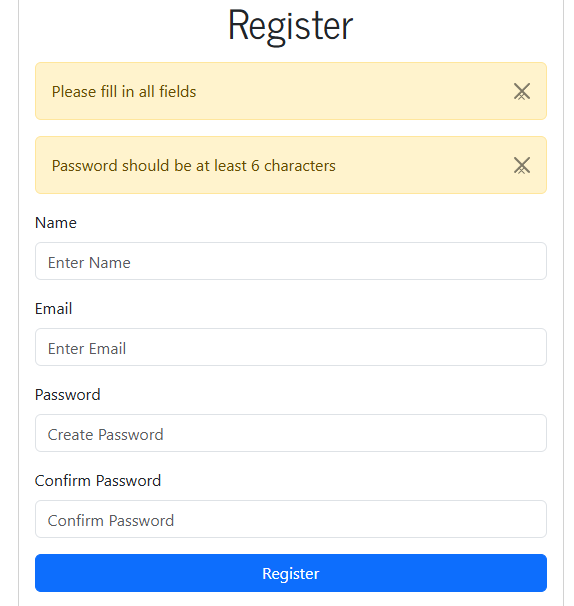 Register
Please fill in all fields
Password should be at least 6 characters
Name
Enter Name
Email
Enter Email
Password
Create Password
Confirm Password
Confirm Password
Register